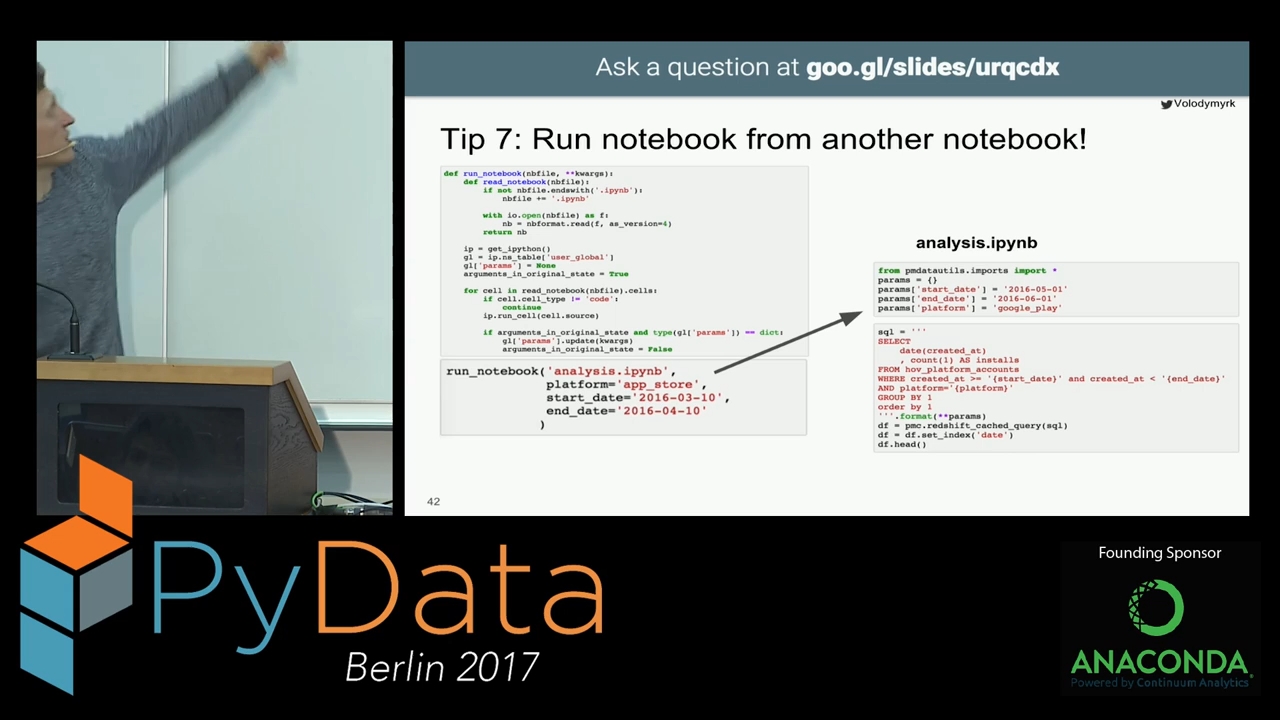 Ask a question at goo.gl/slides/urqcdx
Volodymyrk
Tip 7: Run notebook from another notebook!
def run_notebook(nbfile, **kwargs):
    def read_notebook(nbfile):
        if not nbfile.endswith('.ipynb'):
            nbfile += '.ipynb'
        with io.open(nbfile) as f:
            nb = nbformat.read(f, as_version=4)
        return nb
    ip = get_ipython()
    gl = ip.ns_table['user_global']
    gl['params'] = None
    arguments_in_original_state = True
    for cell in read_notebook(nbfile).cells:
        if cell.cell_type != 'code':
            continue
        ip.run_cell(cell.source)
        if arguments_in_original_state and type(gl['params']) == dict:
            gl['params'].update(kwargs)
            arguments_in_original_state = False
run_notebook('analysis.ipynb',
             platform='app_store',
             start_date='2016-03-10',
             end_date='2016-04-10'
            )
analysis.ipynb
from pmdatautils.imports import *
params = {}
params['start_date'] = '2016-05-01'
params['end_date'] = '2016-06-01'
params['platform'] = 'google_play'
sql = '''
SELECT
    date(created_at)
    , count(1) AS installs
FROM hov_platform_accounts
WHERE created_at >= '{start_date}' and created_at < '{end_date}'
AND platform='{platform}'
GROUP BY 1
order by 1
'''.format(**params)
df = pmc.redshift_cached_query(sql)
df = df.set_index('date')
df.head()
42
PyData
Berlin 2017
Founding Sponsor
ANACONDA
Powered by Continuum Analytics